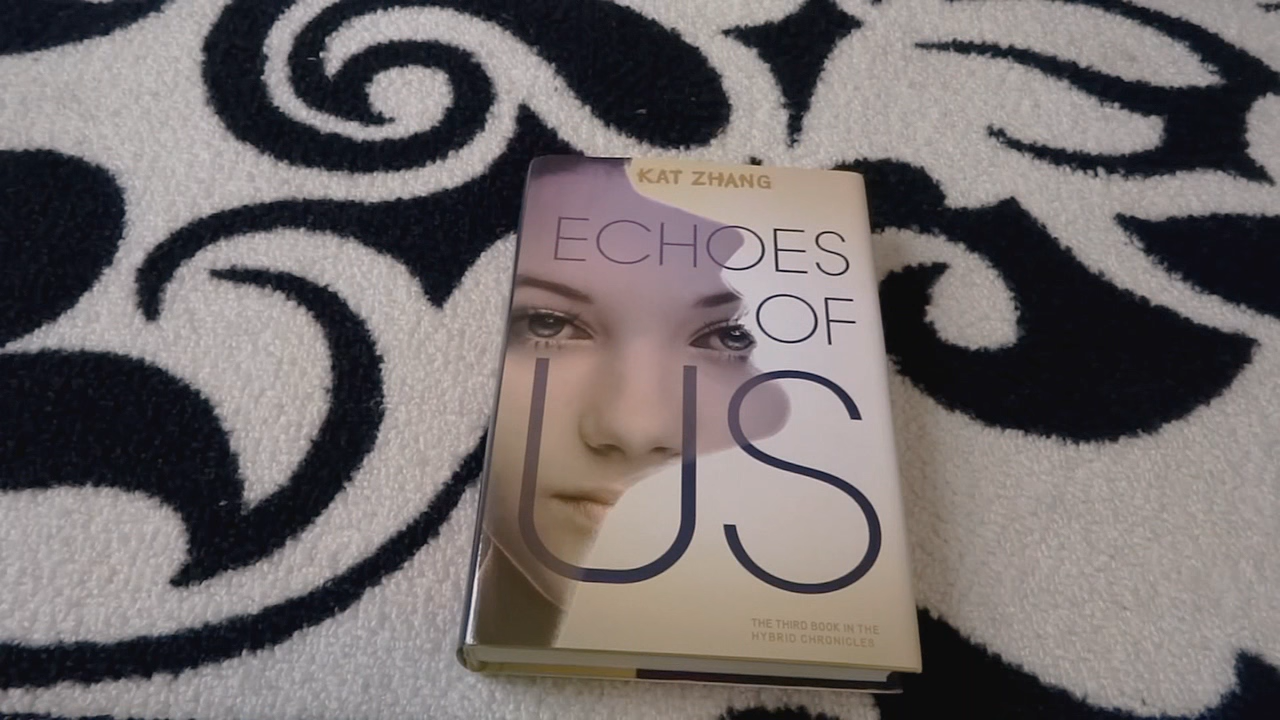 KAT ZHANG
ECHOES
OF
US
THE THIRD BOOK IN THE
HYBRID CHRONICLES